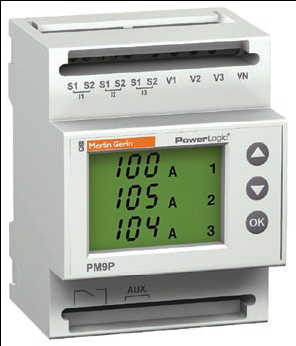 S1 S2 S1 S2 S1 S2 V1 V2 V3 VN
I1 I2 I3
Merlin Gerin PowerLogic
100 A 1
105 A 2
104 A 3
OK
PM9P
AUX.